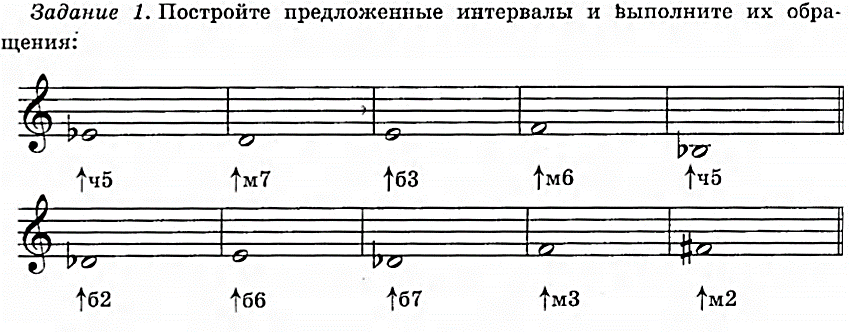 Задание 1. Постройте предложенные интервалы и выполните их обра-
щения:
↑ч5 ↑м7 ↑б3 ↑м6 ↑ч5
↑б2 ↑б6 ↑б7 ↑м3 ↑м2